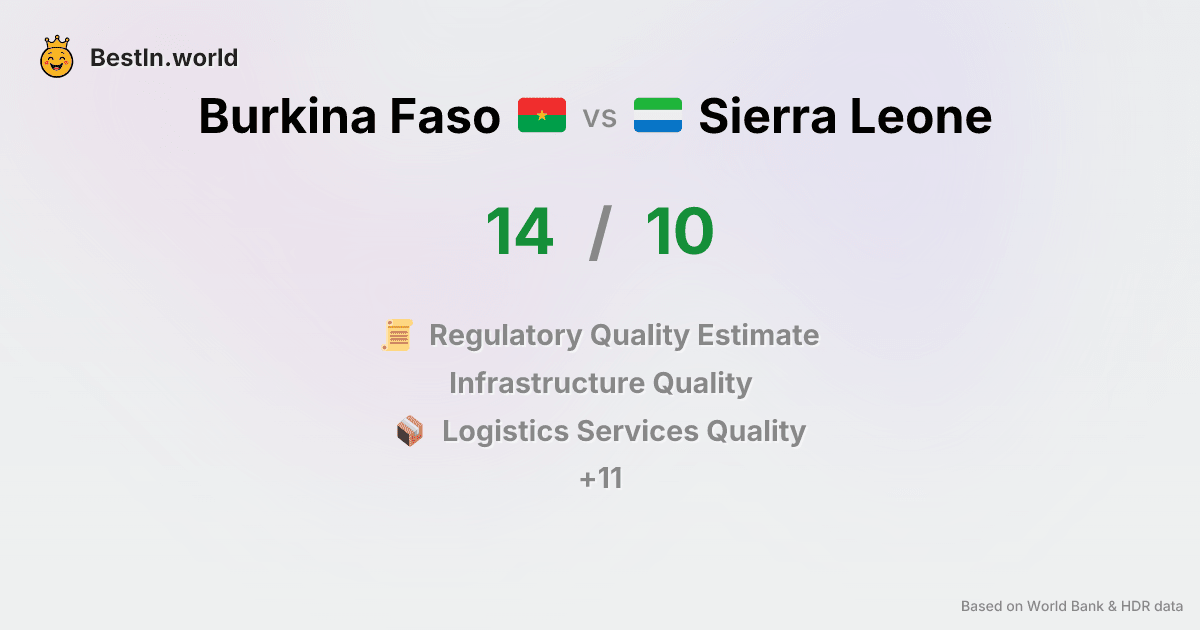 BestIn.world
Burkina Faso vs Sierra Leone
14 / 10
Regulatory Quality Estimate
Infrastructure Quality
Logistics Services Quality
+11
Based on World Bank & HDR data